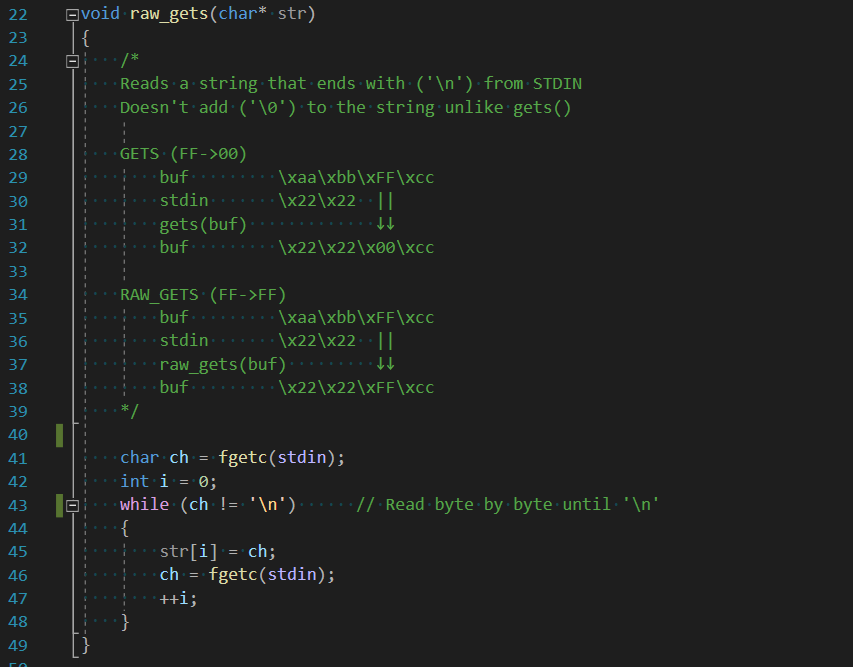 22 void raw_gets(char* str)
23 {
24 /*
25 Reads a string that ends with ('\n') from STDIN
26 Doesn't add ('\0') to the string unlike gets()
27
28 GETS (FF->00)
29 buf \xaa\xbb\xFF\xcc
30 stdin \x22\x22 ||
31 gets(buf) ↓↓
32 buf \x22\x22\x00\xcc
33
34 RAW_GETS (FF->FF)
35 buf \xaa\xbb\xFF\xcc
36 stdin \x22\x22 ||
37 raw_gets(buf) ↓↓
38 buf \x22\x22\xFF\xcc
39 */
40
41 char ch = fgetc(stdin);
42 int i = 0;
43 while (ch != '\n') // Read byte by byte until '\n'
44 {
45 str[i] = ch;
46 ch = fgetc(stdin);
47 ++i;
48 }
49 }